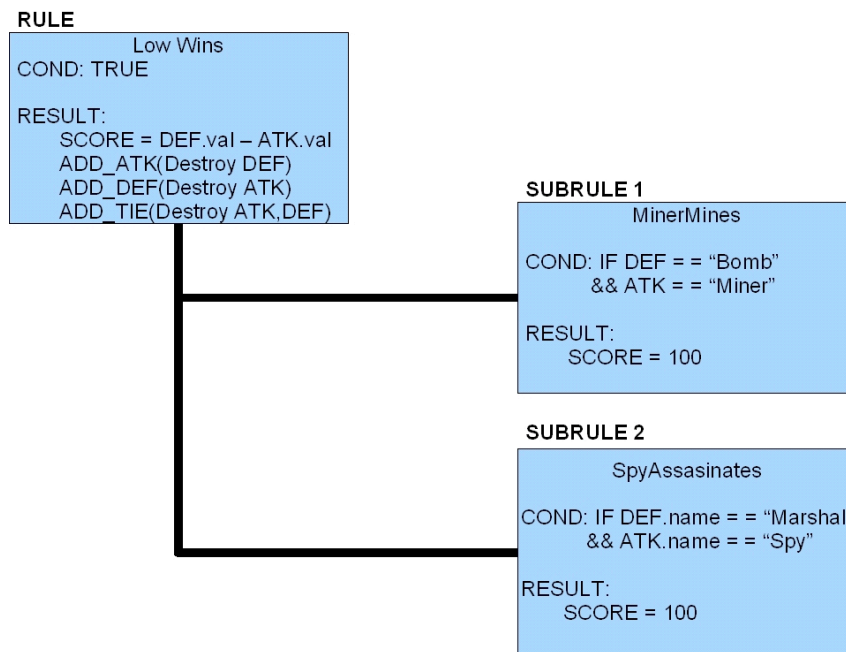 RULE
Low Wins
COND: TRUE
RESULT:
SCORE = DEF.val – ATK.val
ADD_ATK(Destroy DEF)
ADD_DEF(Destroy ATK)
ADD_TIE(Destroy ATK,DEF)
SUBRULE 1
MinerMines
COND: IF DEF = = “Bomb”
&& ATK = = “Miner”
RESULT:
SCORE = 100
SUBRULE 2
SpyAssasinates
COND: IF DEF.name = = “Marshal
&& ATK.name = = “Spy”
RESULT:
SCORE = 100